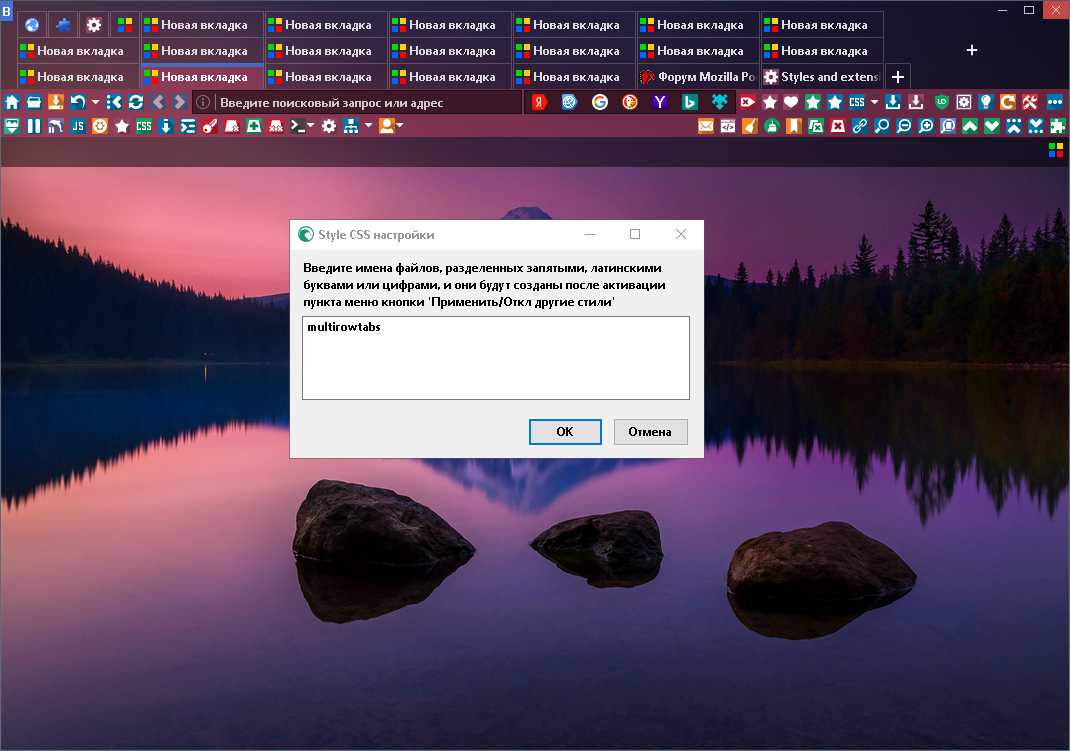 B
Новая вкладка Новая вкладка Новая вкладка Новая вкладка Новая вкладка Новая вкладка
Новая вкладка Новая вкладка Новая вкладка Новая вкладка Новая вкладка Новая вкладка Новая вкладка
Новая вкладка Новая вкладка Новая вкладка Новая вкладка Новая вкладка Форум Mozilla Ро Styles and extensi
Введите поисковый запрос или адрес Я G Y b CSS UD
JS CSS
Style CSS настройки
Введите имена файлов, разделенных запятыми, латинскими
буквами или цифрами, и они будут созданы после активации
пункта меню кнопки 'Применить/Откл другие стили'
multirowtabs
OK Отмена